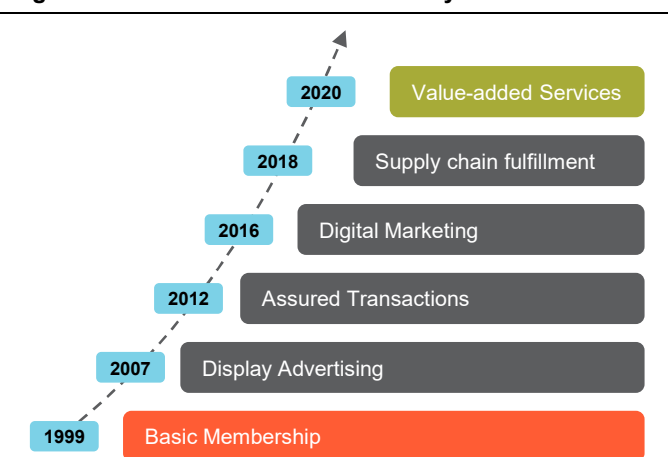 2020 Value-added Services
2018 Supply chain fulfillment
2016 Digital Marketing
2012 Assured Transactions
2007 Display Advertising
1999 Basic Membership